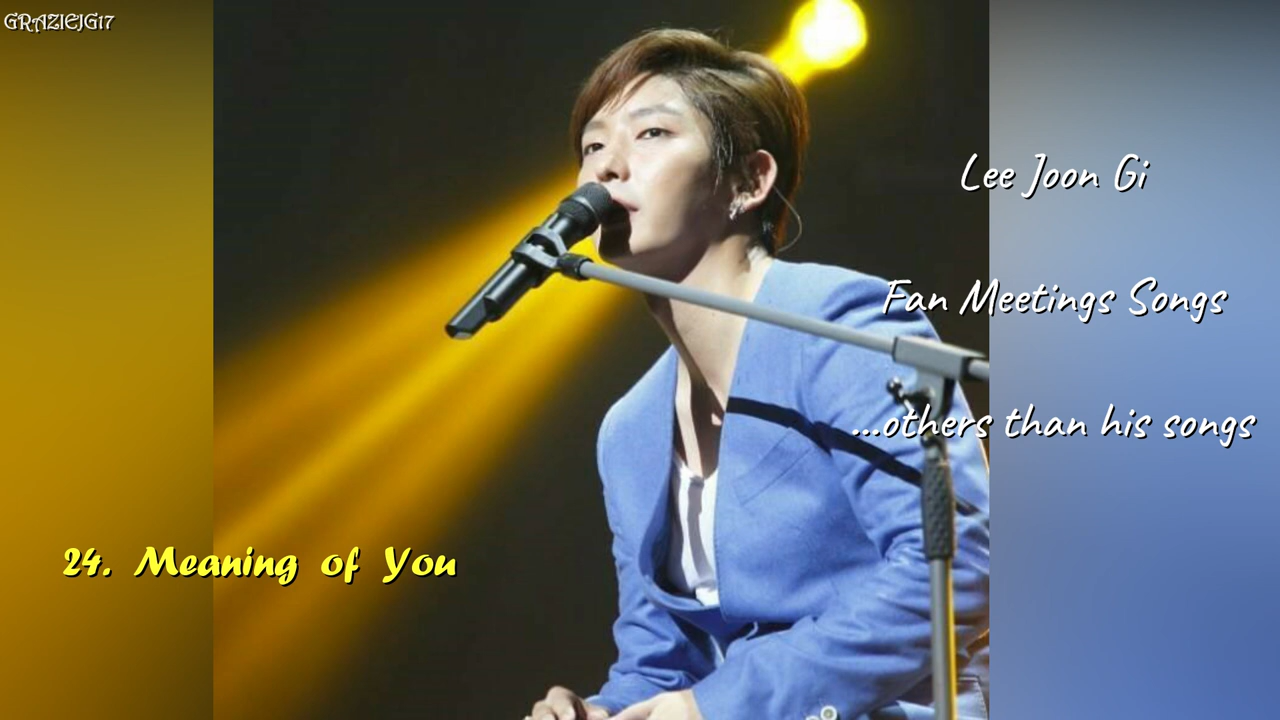 GRAZIEJG17
Lee Joon Gi
Fan Meetings Songs
...others than his songs
24. Meaning of You